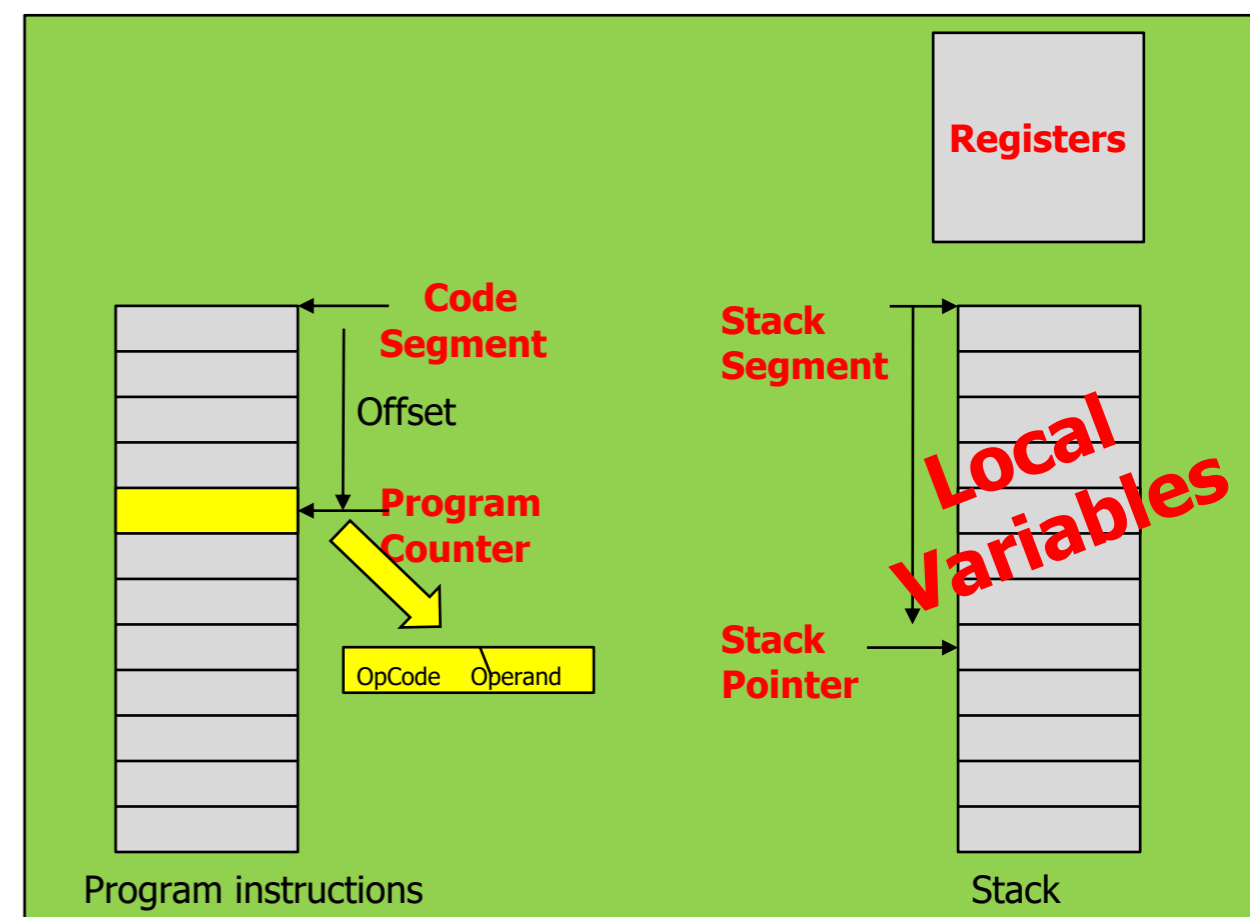 Registers
Code
Segment
Offset
Program
Counter
OpCode
Operand
Program instructions
Stack
Segment
Local
Variables
Stack
Pointer
Stack